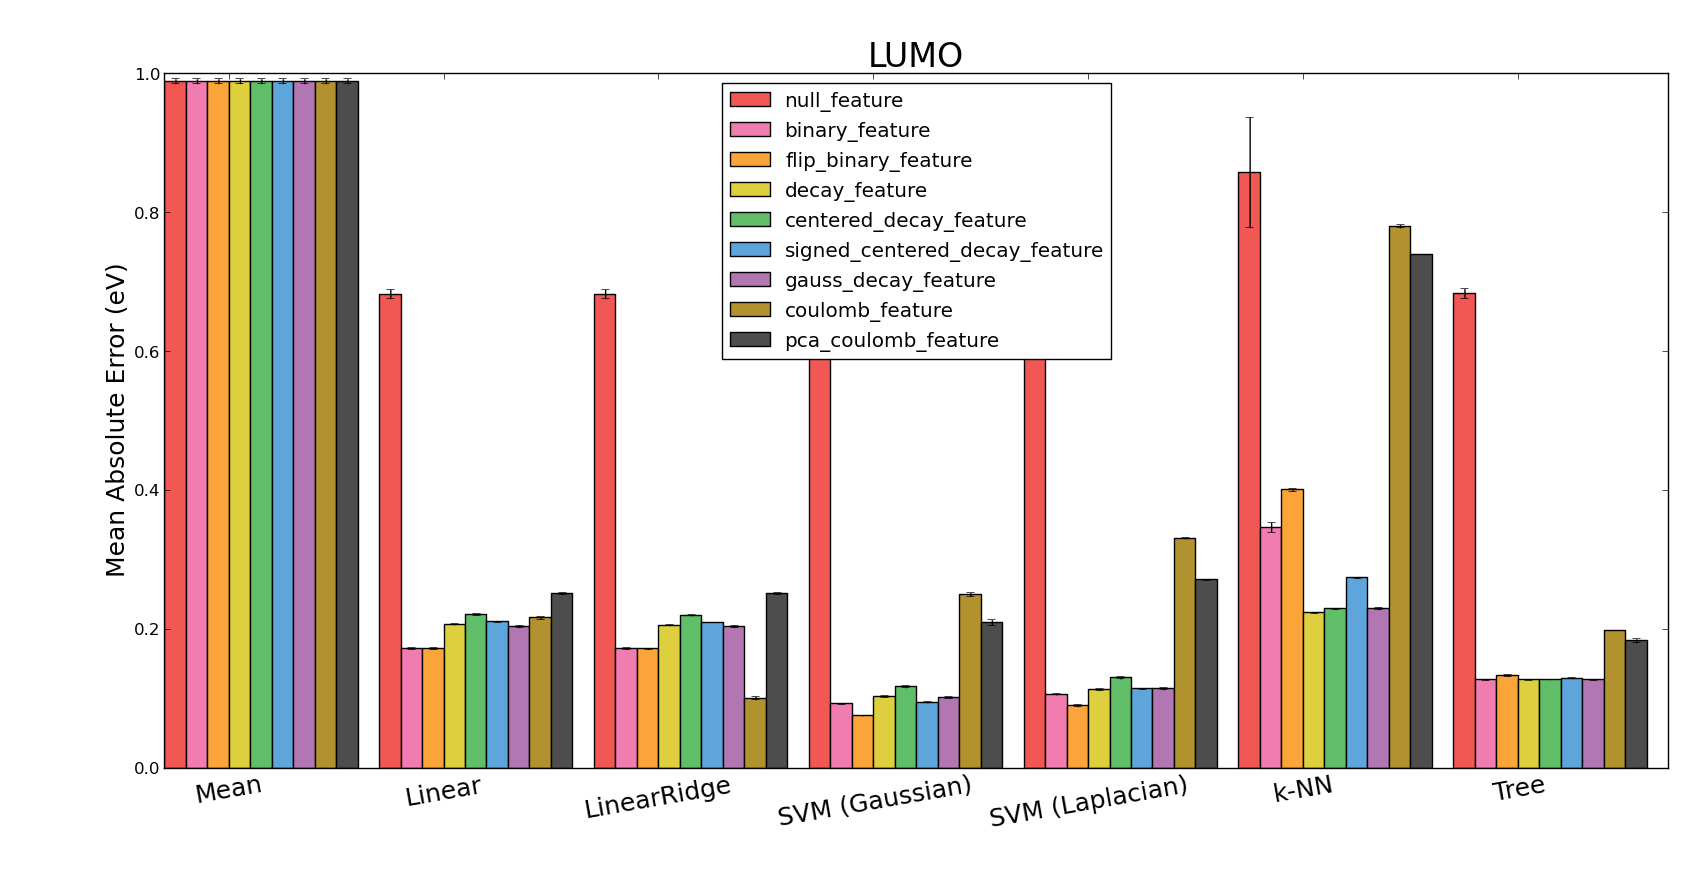 LUMO
1.0
0.8
0.6
0.4
0.2
0.0
Mean Absolute Error (eV)
null_feature
binary_feature
flip_binary_feature
decay_feature
centered_decay_feature
signed_centered_decay_feature
gauss_decay_feature
coulomb_feature
pca_coulomb_feature
Mean
Linear
LinearRidge
SVM (Gaussian)
SVM (Laplacian)
k-NN
Tree